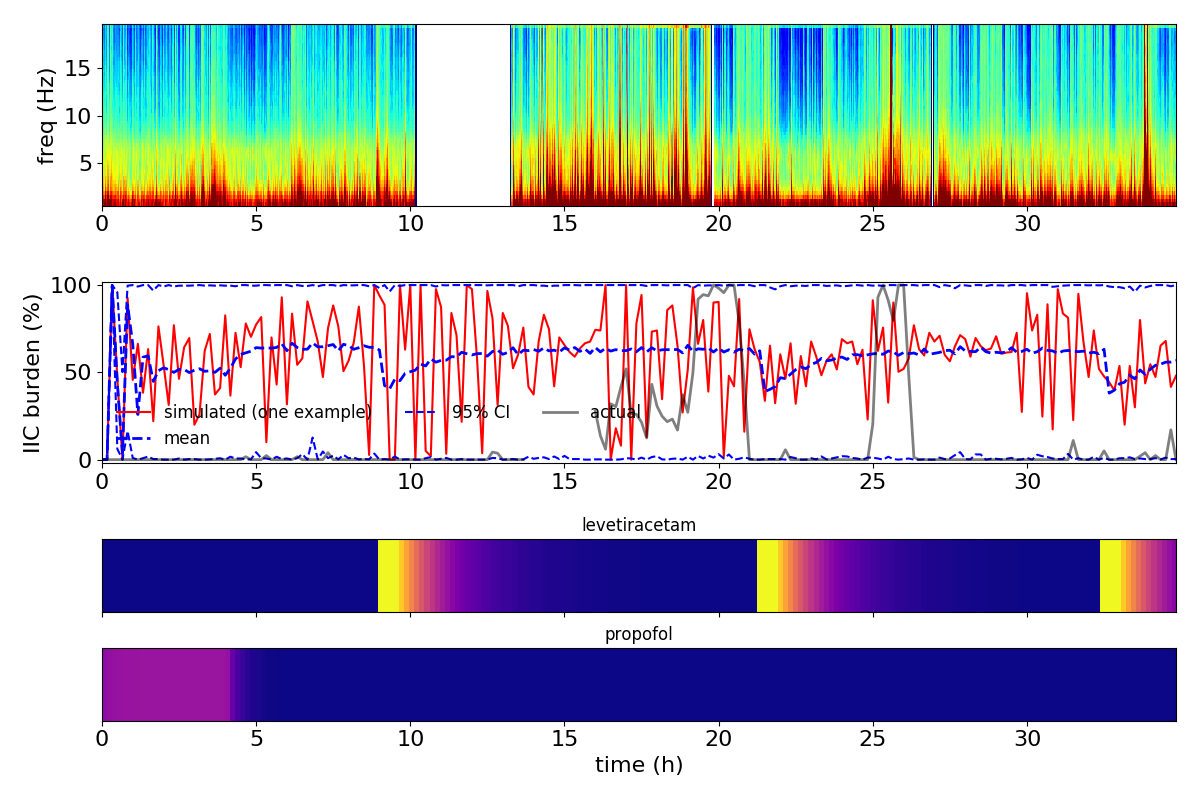 freq (Hz)
15
10
5
0 5 10 15 20 25 30
IIC burden (%)
100
50
0
simulated (one example) 95% CI actual
mean
0 5 10 15 20 25 30
levetiracetam
propofol
0 5 10 15 20 25 30
time (h)